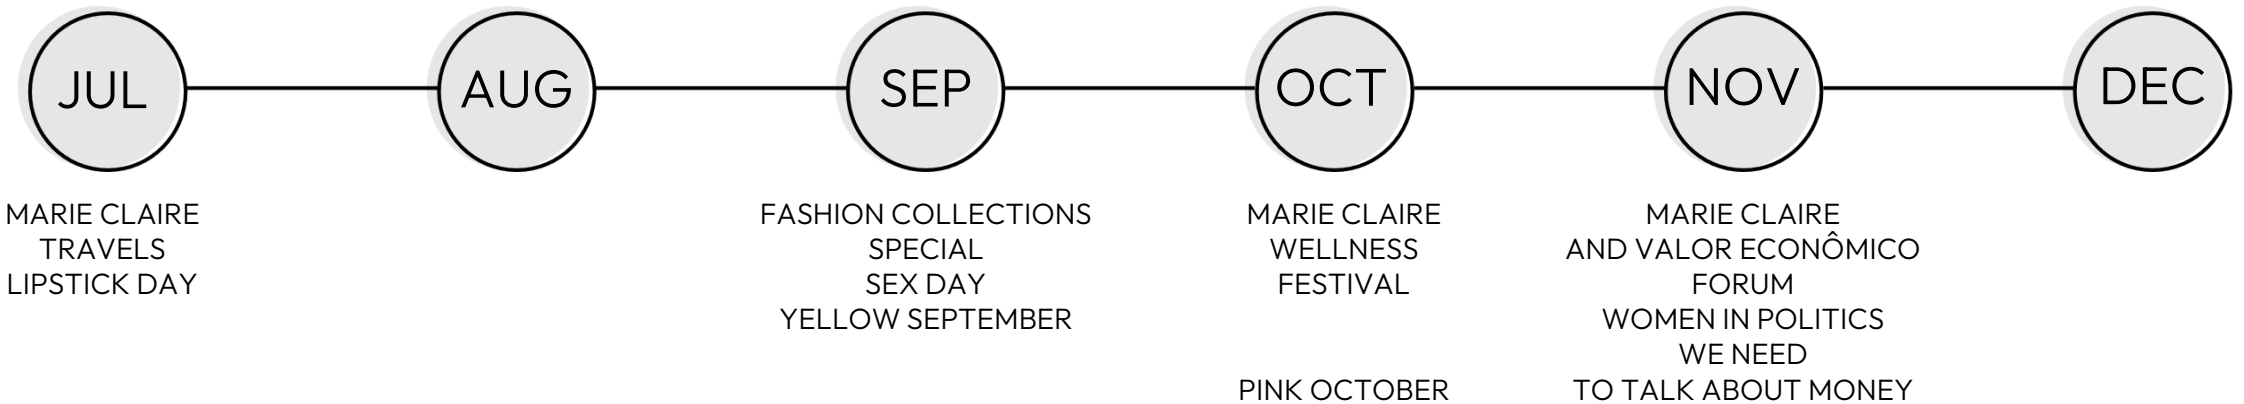 JUL
AUG
SEP
OCT
NOV
DEC
MARIE CLAIRE
TRAVELS
LIPSTICK DAY
FASHION COLLECTIONS
SPECIAL
SEX DAY
YELLOW SEPTEMBER
MARIE CLAIRE
WELLNESS
FESTIVAL
PINK OCTOBER
MARIE CLAIRE
AND VALOR ECONÔMICO
FORUM
WOMEN IN POLITICS
WE NEED
TO TALK ABOUT MONEY